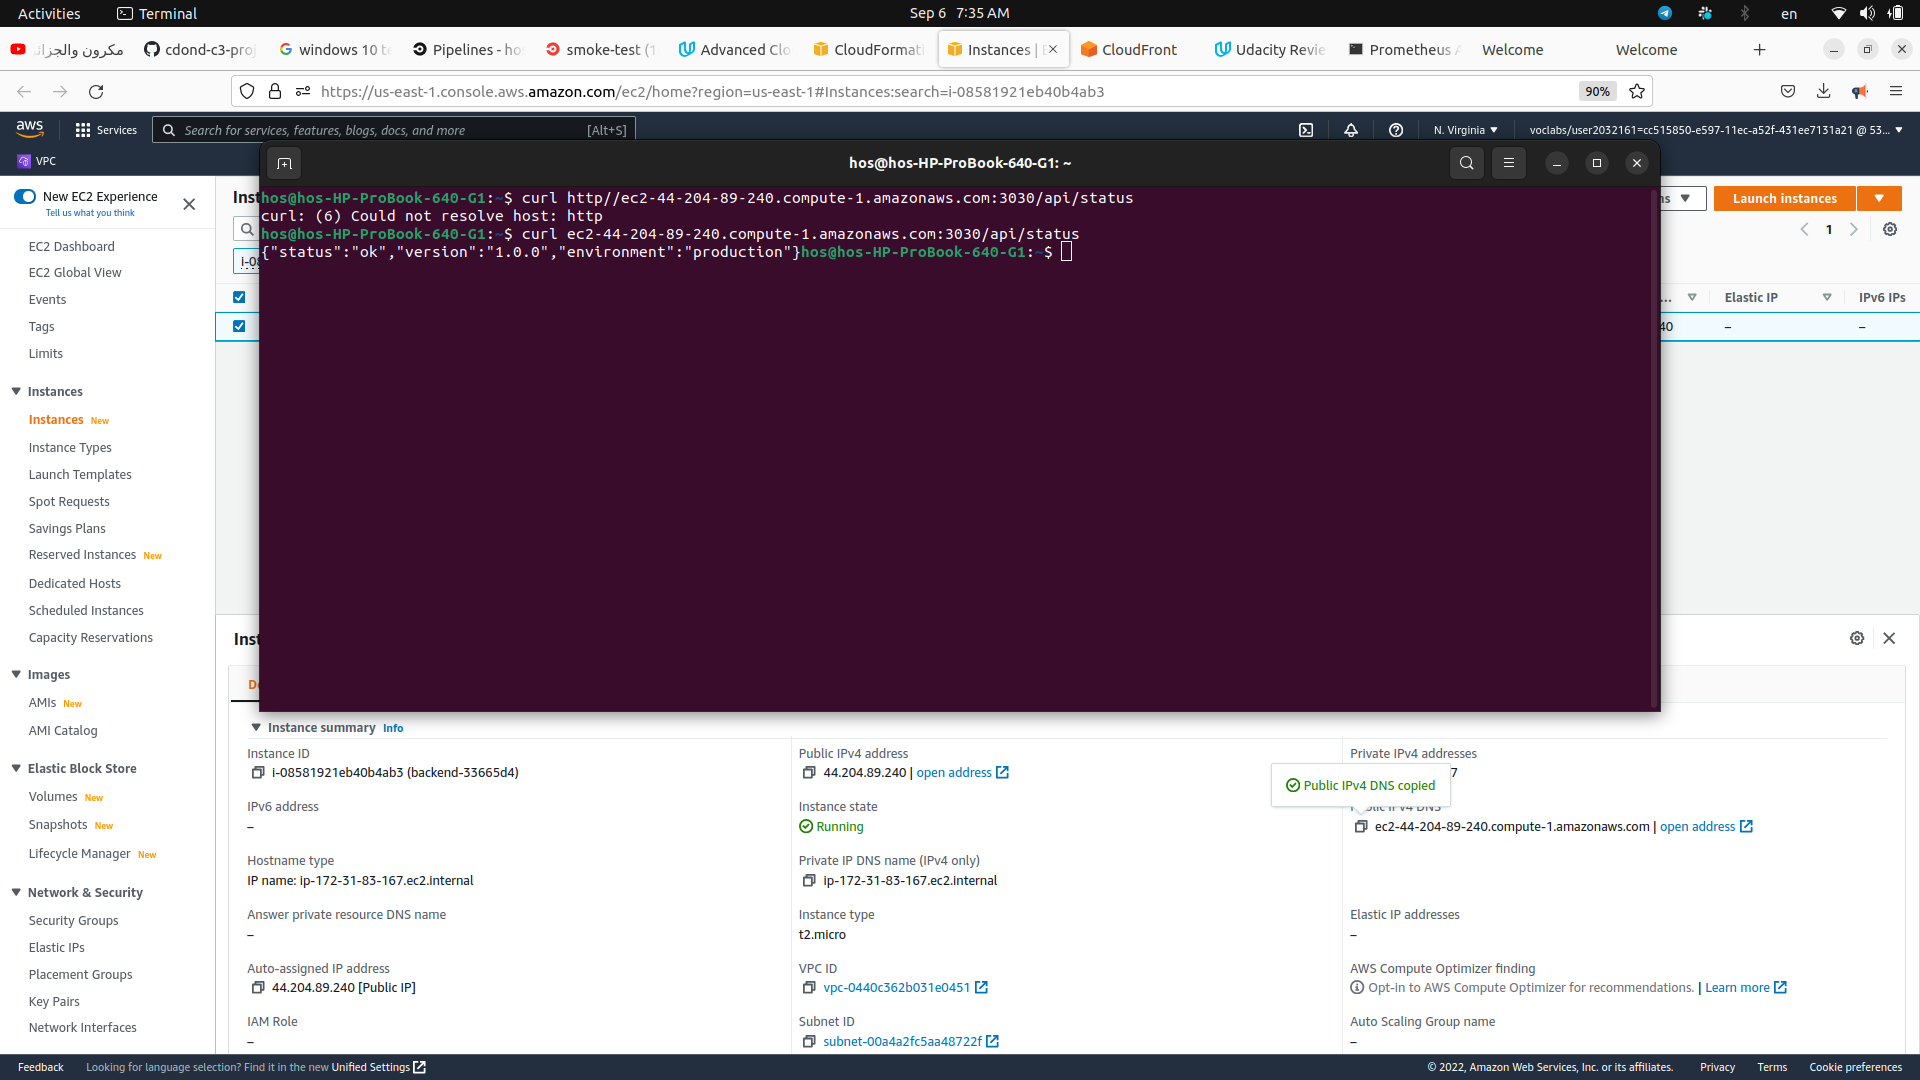 Activities
Terminal
Sep 6 7:35 AM
en
مكرون والجزائ
cdond-c3-proj
windows 10 te
Pipelines - ho
smoke-test (1
Advanced Clo
CloudFormati
Instances | E
CloudFront
Udacity Revie
Prometheus A
Welcome
Welcome
https://us-east-1.console.aws.amazon.com/ec2/home?region=us-east-1#Instances:search=i-08581921eb40b4ab3
90%
aws
Services
Search for services, features, blogs, docs, and more
[Alt+S]
N. Virginia
voclabs/user2032161=cc515850-e597-11ec-a52f-431ee7131a21 @ 53...
VPC
hos@hos-HP-ProBook-640-G1: ~
hos@hos-HP-ProBook-640-G1:~$ curl http//ec2-44-204-89-240.compute-1.amazonaws.com:3030/api/status
curl: (6) Could not resolve host: http
hos@hos-HP-ProBook-640-G1:~$ curl ec2-44-204-89-240.compute-1.amazonaws.com:3030/api/status
{"status":"ok","version":"1.0.0","environment":"production"}hos@hos-HP-ProBook-640-G1:~$
New EC2 Experience
Tell us what you think
EC2 Dashboard
EC2 Global View
Events
Tags
Limits
Instances
Instances New
Instance Types
Launch Templates
Spot Requests
Savings Plans
Reserved Instances New
Dedicated Hosts
Scheduled Instances
Capacity Reservations
Images
AMIs New
AMI Catalog
Elastic Block Store
Volumes New
Snapshots New
Lifecycle Manager New
Network & Security
Security Groups
Elastic IPs
Placement Groups
Key Pairs
Network Interfaces
Inst
i-08
ns
Launch instances
1
...
Elastic IP
IPv6 IPs
40
–
–
Inst
D
Instance summary Info
Instance ID
i-08581921eb40b4ab3 (backend-33665d4)
Public IPv4 address
44.204.89.240 | open address
Private IPv4 addresses
7
Public IPv4 DNS copied
IPv6 address
–
Instance state
Running
Public IPv4 DNS
ec2-44-204-89-240.compute-1.amazonaws.com | open address
Hostname type
IP name: ip-172-31-83-167.ec2.internal
Private IP DNS name (IPv4 only)
ip-172-31-83-167.ec2.internal
Answer private resource DNS name
–
Instance type
t2.micro
Elastic IP addresses
–
Auto-assigned IP address
44.204.89.240 [Public IP]
VPC ID
vpc-0440c362b031e0451
AWS Compute Optimizer finding
Opt-in to AWS Compute Optimizer for recommendations. | Learn more
IAM Role
–
Subnet ID
subnet-00a4a2fc5aa48722f
Auto Scaling Group name
–
Feedback
Looking for language selection? Find it in the new Unified Settings
© 2022, Amazon Web Services, Inc. or its affiliates.
Privacy
Terms
Cookie preferences